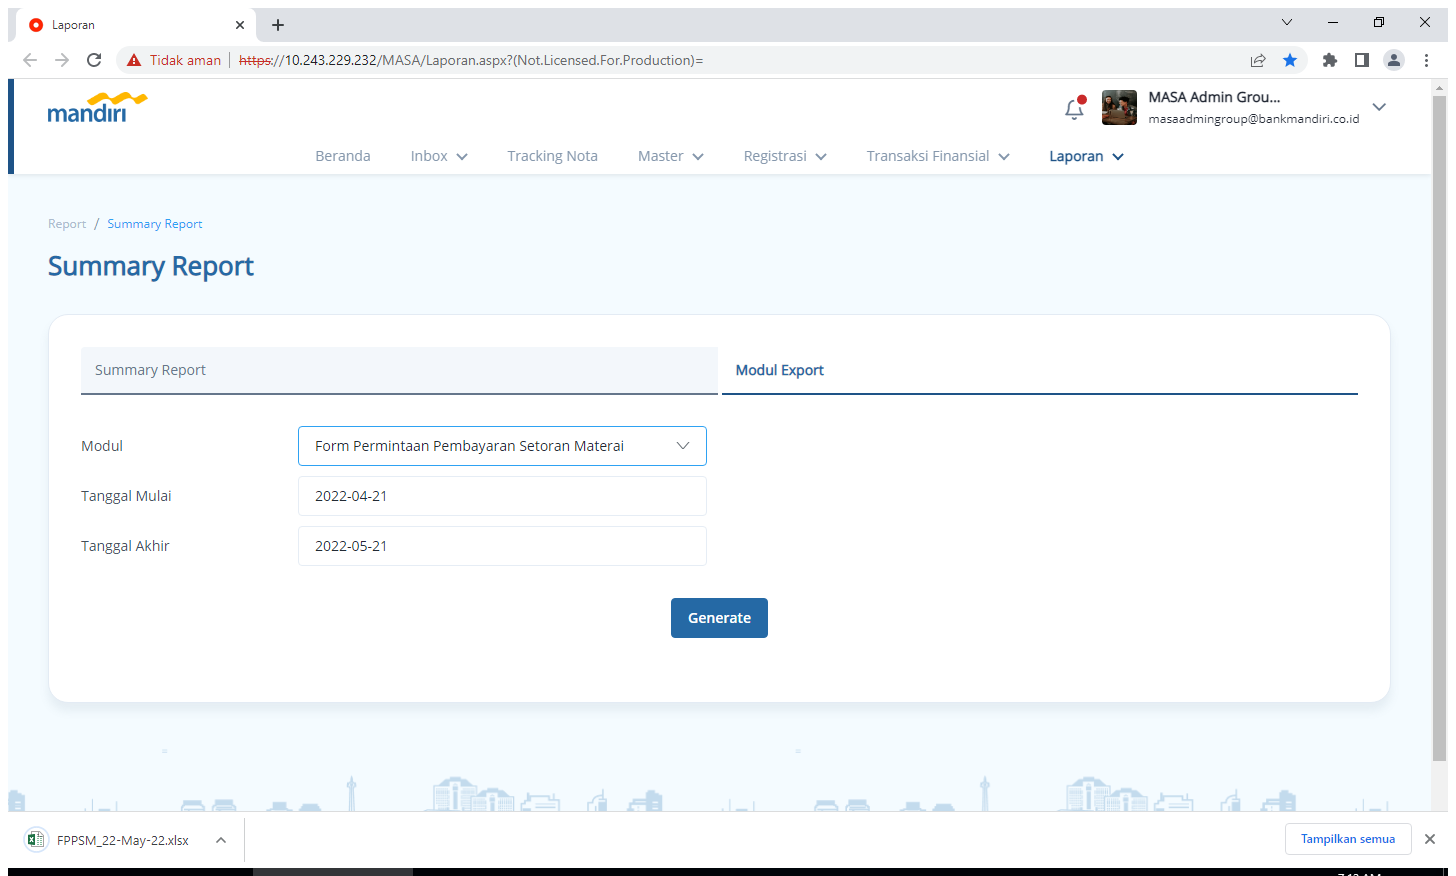 Laporan
Tidak aman https://10.243.229.232/MASA/Laporan.aspx?(Not.Licensed.For.Production)=
mandiri
MASA Admin Grou...
masaadmingroup@bankmandiri.co.id
Beranda Inbox Tracking Nota Master Registrasi Transaksi Finansial Laporan
Report / Summary Report
Summary Report
Summary Report Modul Export
Modul Form Permintaan Pembayaran Setoran Materai
Tanggal Mulai 2022-04-21
Tanggal Akhir 2022-05-21
Generate
FPPSM_22-May-22.xlsx Tampilkan semua